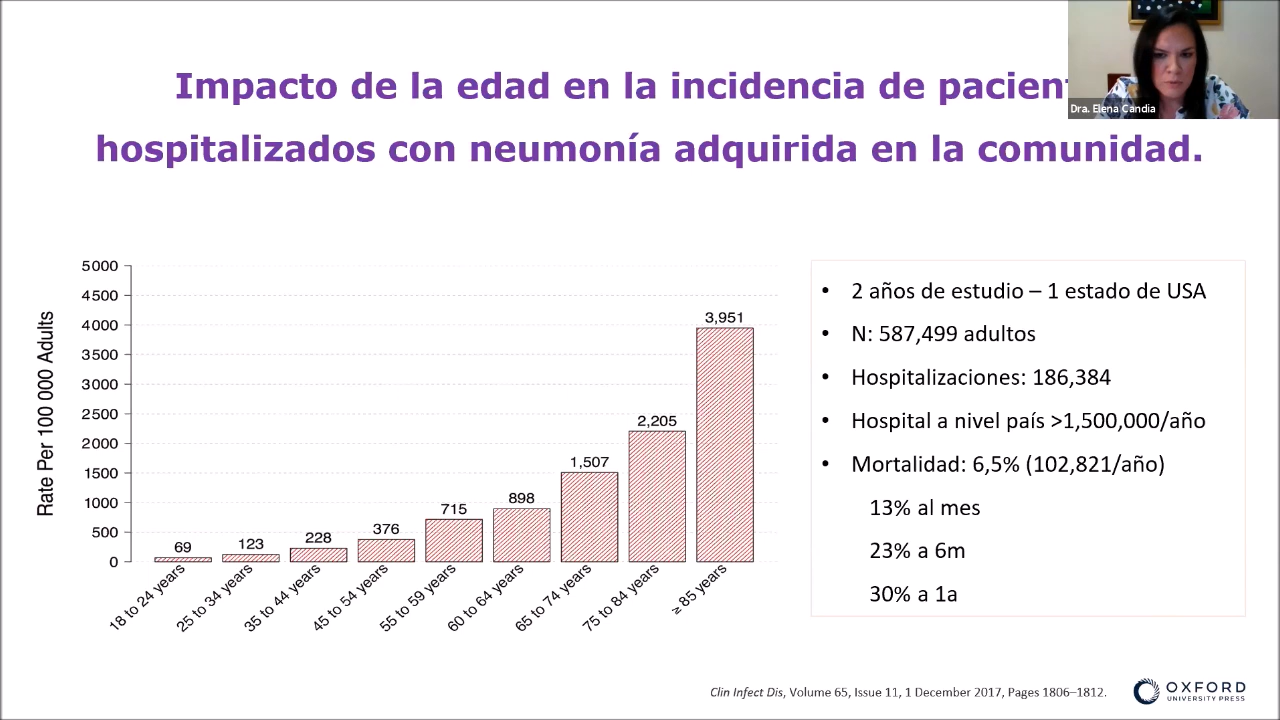 Impacto de la edad en la incidencia de
hospitalizados con neumonía adquirida en la comunidad.
Dra. Elena Candia
Rate Per 100 000 Adults
5000
4500
4000
3500
3000
2500
2000
1500
1000
500
0
69
123
228
376
715
898
1,507
2,205
3,951
18 to 24 years
25 to 34 years
35 to 44 years
45 to 54 years
55 to 59 years
60 to 64 years
65 to 74 years
75 to 84 years
≥ 85 years
• 2 años de estudio – 1 estado de USA
• N: 587,499 adultos
• Hospitalizaciones: 186,384
• Hospital a nivel país >1,500,000/año
• Mortalidad: 6,5% (102,821/año)
13% al mes
23% a 6m
30% a 1a
Clin Infect Dis, Volume 65, Issue 11, 1 December 2017, Pages 1806–1812.
OXFORD
UNIVERSITY PRESS